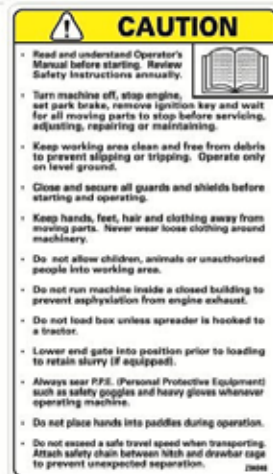 CAUTION
• Read and understand Operator's
Manual before starting. Review
Safety Instructions annually.
• Turn machine off, stop engine,
set park brake, remove ignition key and wait
for all moving parts to stop before servicing,
adjusting, repairing or maintaining.
• Keep working area clean and free from debris
to prevent slipping or tripping. Operate only
on level ground.
• Close and secure all guards and shields before
starting and operating.
• Keep hands, feet, hair and clothing away from
moving parts. Never wear loose clothing around
machinery.
• Do not allow children, animals or unauthorized
people into working area.
• Do not run machine inside a closed building to
prevent asphyxiation from engine exhaust.
• Do not load box unless spreader is hooked to
a tractor.
• Lower end gate into position prior to loading
to retain slurry (if equipped).
• Always wear P.P.E. (Personal Protective Equipment)
such as safety goggles and heavy gloves whenever
operating machine.
• Do not place hands into paddles during operation.
• Do not exceed a safe travel speed when transporting.
Attach safety chain between hitch and drawbar cage
to prevent unexpected separation.